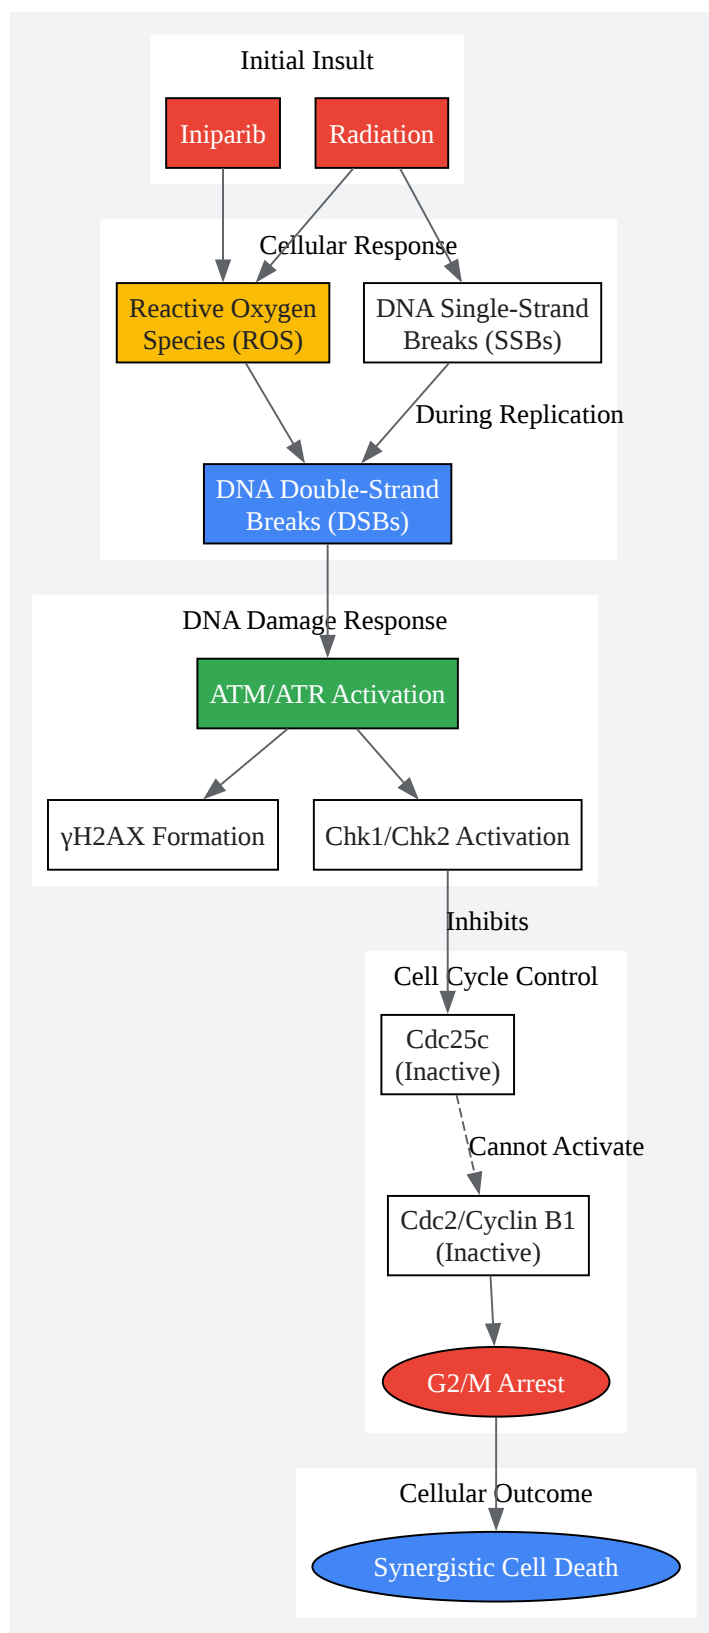 Initial Insult
Iniparib
Radiation
Cellular Response
Reactive Oxygen
Species (ROS)
DNA Single-Strand
Breaks (SSBs)
During Replication
DNA Double-Strand
Breaks (DSBs)
DNA Damage Response
ATM/ATR Activation
γH2AX Formation
Chk1/Chk2 Activation
Inhibits
Cell Cycle Control
Cdc25c
(Inactive)
Cannot Activate
Cdc2/Cyclin B1
(Inactive)
G2/M Arrest
Cellular Outcome
Synergistic Cell Death